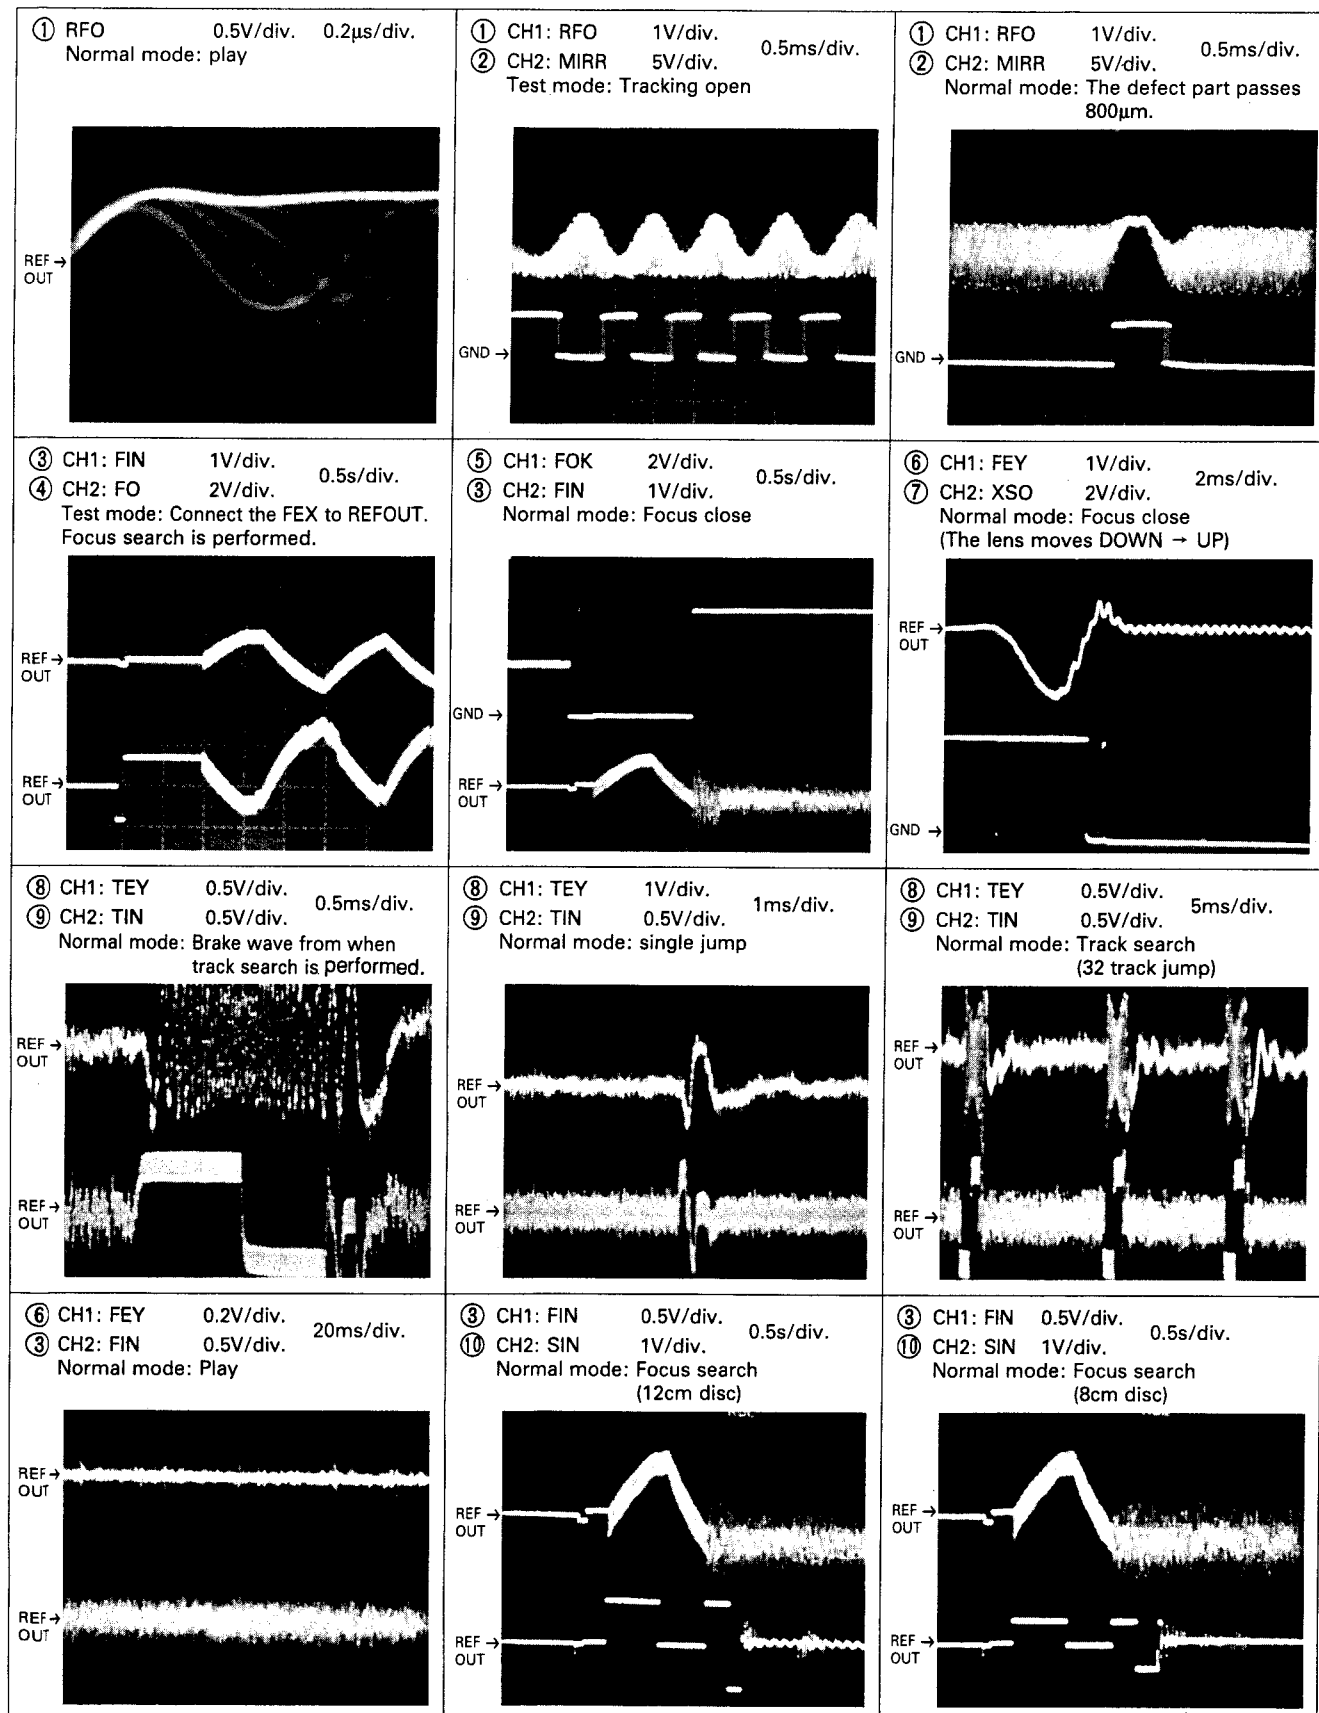 ① RFO 0.5V/div. 0.2µs/div.
Normal mode: play
REF →
OUT
① CH1: RFO 1V/div.
0.5ms/div.
② CH2: MIRR 5V/div.
Test mode: Tracking open
GND →
① CH1: RFO 1V/div.
0.5ms/div.
② CH2: MIRR 5V/div.
Normal mode: The defect part passes
800µm.
GND →
③ CH1: FIN 1V/div.
0.5s/div.
④ CH2: FO 2V/div.
Test mode: Connect the FEX to REFOUT.
Focus search is performed.
REF →
OUT
REF →
OUT
⑤ CH1: FOK 2V/div.
0.5s/div.
③ CH2: FIN 1V/div.
Normal mode: Focus close
GND →
REF →
OUT
⑥ CH1: FEY 1V/div.
2ms/div.
⑦ CH2: XSO 2V/div.
Normal mode: Focus close
(The lens moves DOWN → UP)
REF →
OUT
GND →
⑧ CH1: TEY 0.5V/div.
0.5ms/div.
⑨ CH2: TIN 0.5V/div.
Normal mode: Brake wave from when
track search is performed.
REF →
OUT
REF →
OUT
⑧ CH1: TEY 1V/div.
1ms/div.
⑨ CH2: TIN 0.5V/div.
Normal mode: single jump
REF →
OUT
REF →
OUT
⑧ CH1: TEY 0.5V/div.
5ms/div.
⑨ CH2: TIN 0.5V/div.
Normal mode: Track search
(32 track jump)
REF →
OUT
REF →
OUT
⑥ CH1: FEY 0.2V/div.
20ms/div.
③ CH2: FIN 0.5V/div.
Normal mode: Play
REF →
OUT
REF →
OUT
③ CH1: FIN 0.5V/div.
0.5s/div.
⑩ CH2: SIN 1V/div.
Normal mode: Focus search
(12cm disc)
REF →
OUT
REF →
OUT
③ CH1: FIN 0.5V/div.
0.5s/div.
⑩ CH2: SIN 1V/div.
Normal mode: Focus search
(8cm disc)
REF →
OUT
REF →
OUT